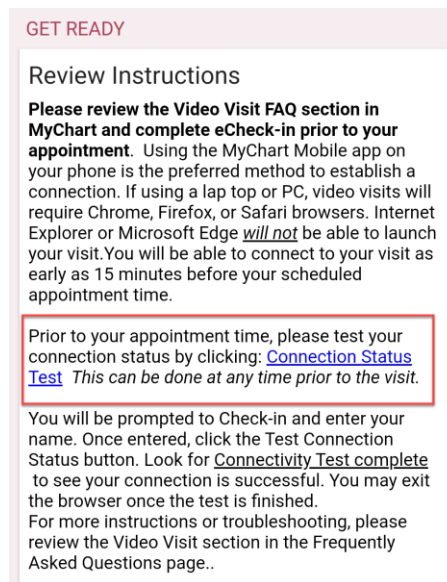 GET READY
Review Instructions
Please review the Video Visit FAQ section in
MyChart and complete eCheck-in prior to your
appointment.  Using the MyChart Mobile app on
your phone is the preferred method to establish a
connection. If using a lap top or PC, video visits will
require Chrome, Firefox, or Safari browsers. Internet
Explorer or Microsoft Edge will not be able to launch
your visit.You will be able to connect to your visit as
early as 15 minutes before your scheduled
appointment time.
Prior to your appointment time, please test your
connection status by clicking: Connection Status
Test  This can be done at any time prior to the visit.
You will be prompted to Check-in and enter your
name. Once entered, click the Test Connection
Status button. Look for Connectivity Test complete
to see your connection is successful. You may exit
the browser once the test is finished.
For more instructions or troubleshooting, please
review the Video Visit section in the Frequently
Asked Questions page..